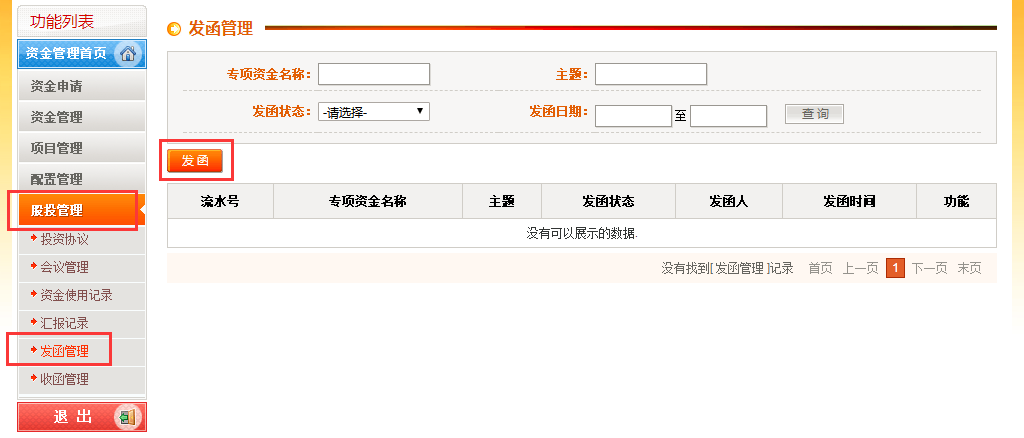 功能列表
资金管理首页
资金申请
资金管理
项目管理
配置管理
股投管理
投资协议
会议管理
资金使用记录
汇报记录
发函管理
收函管理
退 出
发函管理
专项资金名称： 主题：
发函状态： -请选择- 发函日期： 至 查 询
发 函
流水号 专项资金名称 主题 发函状态 发函人 发函时间 功能
没有可以展示的数据.
没有找到[ 发函管理 ]记录 首页 上一页 1 下一页 末页